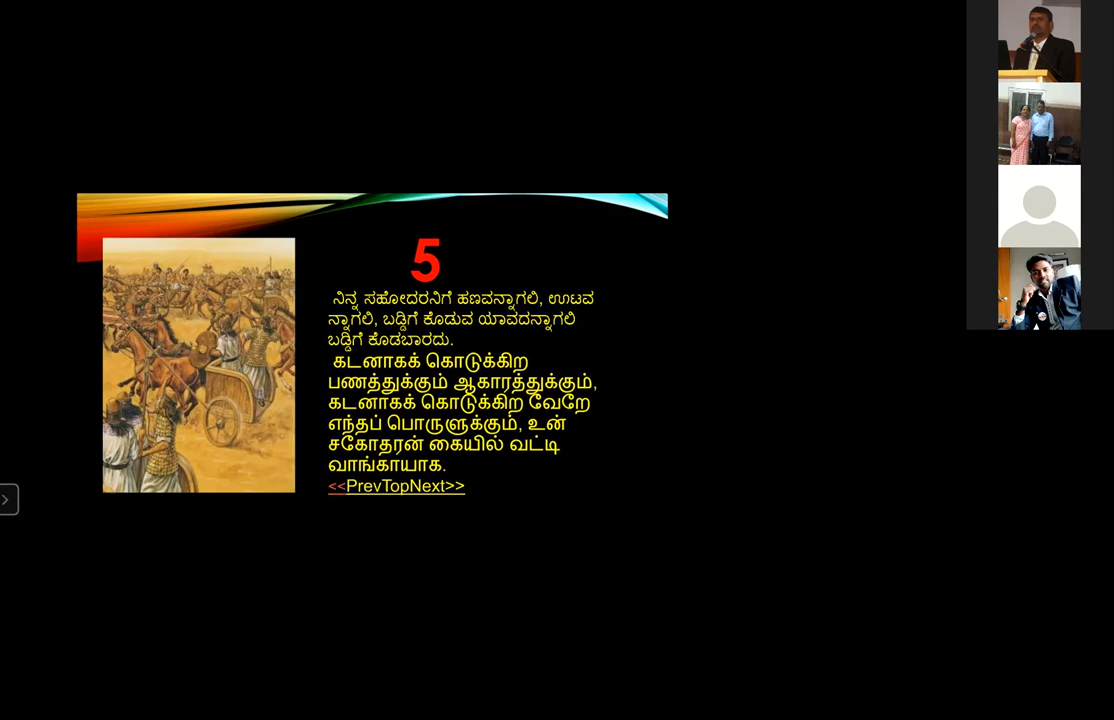 5
ನಿನ್ನ ಸಹೋದರನಿಗೆ ಹಣವನ್ನಾಗಲಿ, ಊಟವ
ನ್ನಾಗಲಿ, ಬಡ್ಡಿಗೆ ಕೊಡುವ ಯಾವದನ್ನಾಗಲಿ
ಬಡ್ಡಿಗೆ ಕೊಡಬಾರದು.
கடனாகக் கொடுக்கிற
பணத்துக்கும் ஆகாரத்துக்கும்,
கடனாகக் கொடுக்கிற வேறே
எந்தப் பொருளுக்கும், உன்
சகோதரன் கையில் வட்டி
வாங்காயாக.
<<PrevTopNext>>